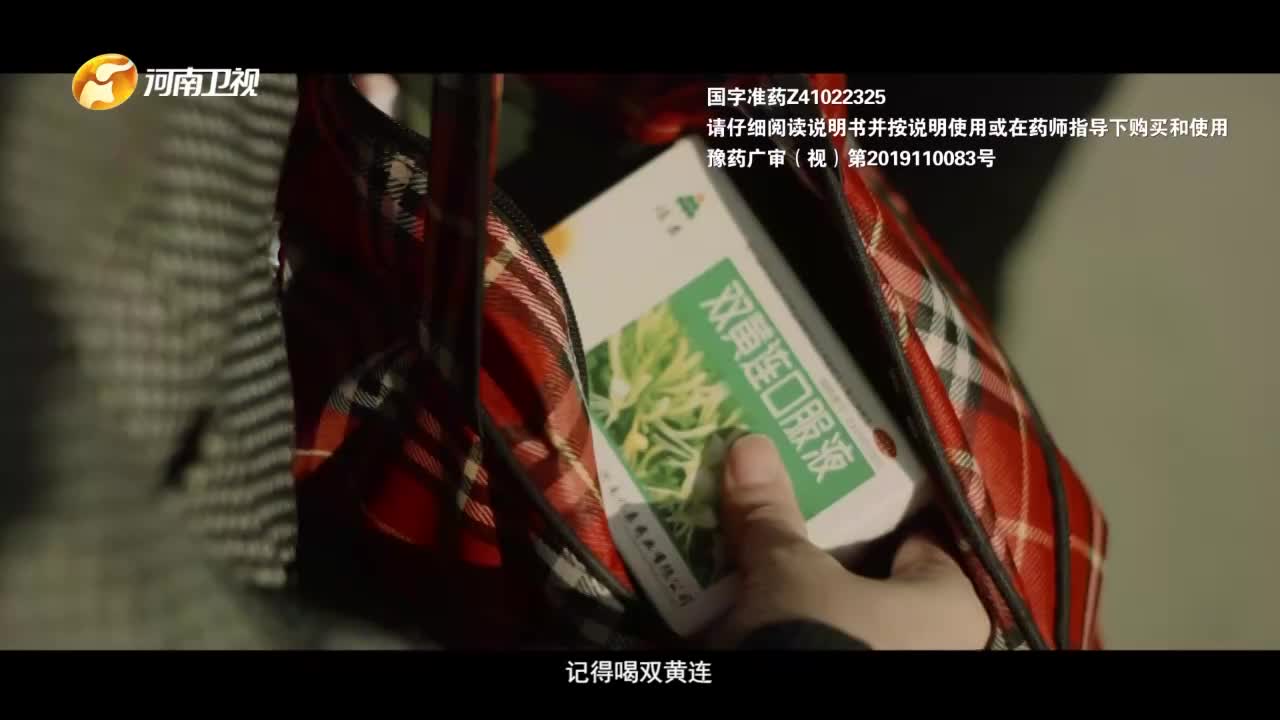 河南卫视
国字准药Z41022325
请仔细阅读说明书并按说明使用或在药师指导下购买和使用
豫药广审（视）第2019110083号
双黄连口服液
记得喝双黄连